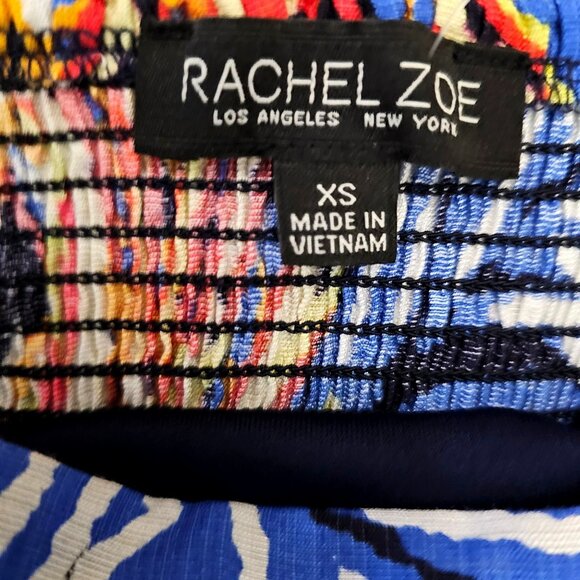 RACHEL ZOE
LOS ANGELES NEW YORK
XS
MADE IN
VIETNAM